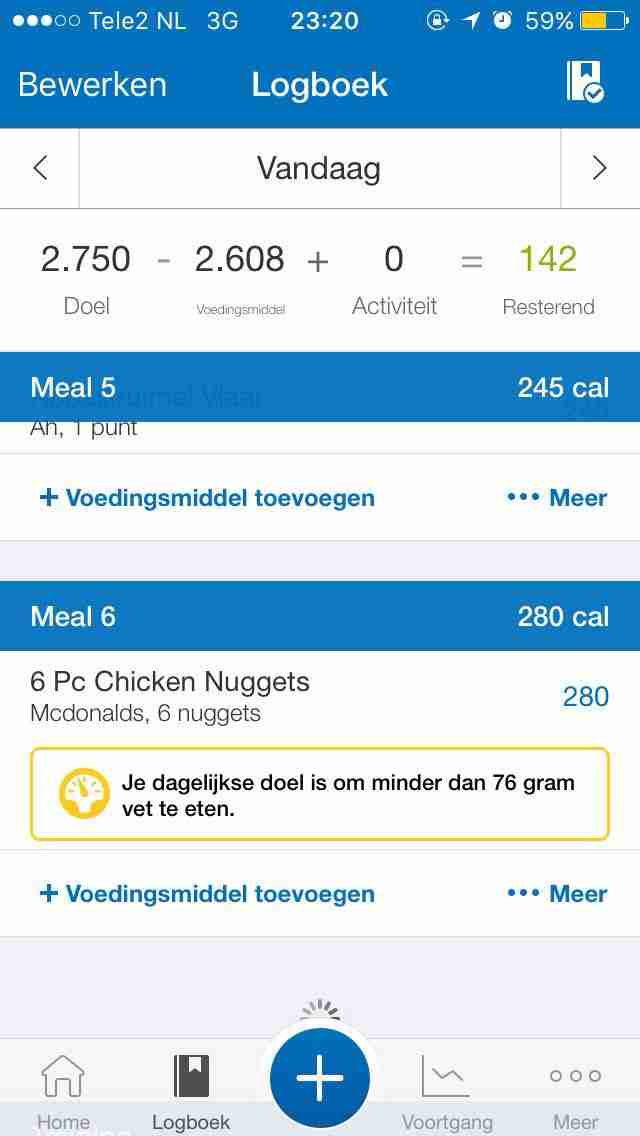 Tele2 NL 3G 23:20 59%
Bewerken Logboek
Vandaag
2.750 - 2.608 + 0 = 142
Doel Voedingsmiddel Activiteit Resterend
Meal 5 245 cal
Ah, 1 punt
+ Voedingsmiddel toevoegen ••• Meer
Meal 6 280 cal
6 Pc Chicken Nuggets
280
Mcdonalds, 6 nuggets
Je dagelijkse doel is om minder dan 76 gram
vet te eten.
+ Voedingsmiddel toevoegen ••• Meer
Home Logboek Voortgang Meer